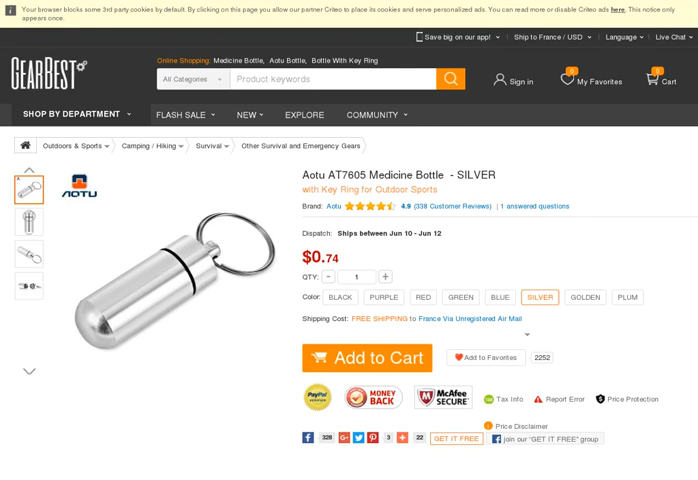 Your browser blocks some 3rd party cookies by default. By clicking on this page you allow our partner Criteo to place its cookies and serve personalized ads. You can read more or disable Criteo ads here. This notice only
appears once.
Save big on our app!
Ship to France / USD
Language
Live Chat
GEARBEST
Online Shopping: Medicine Bottle, Aotu Bottle, Bottle With Key Ring
All Categories
Product keywords
Sign in
0
My Favorites
0
Cart
SHOP BY DEPARTMENT
FLASH SALE
NEW
EXPLORE
COMMUNITY
Outdoors & Sports
Camping / Hiking
Survival
Other Survival and Emergency Gears
AOTU
Aotu AT7605 Medicine Bottle - SILVER
with Key Ring for Outdoor Sports
Brand: Aotu 4.9 (338 Customer Reviews) | 1 answered questions
Dispatch: Ships between Jun 10 - Jun 12
$0.74
QTY: - 1 +
Color: BLACK PURPLE RED GREEN BLUE SILVER GOLDEN PLUM
Shipping Cost: FREE SHIPPING to France Via Unregistered Air Mail
Add to Cart
Add to Favorites
2252
PayPal
VERIFIED
MONEY
BACK
McAfee
SECURE
Tax Info
Report Error
Price Protection
Price Disclaimer
328
3
22
GET IT FREE
join our "GET IT FREE" group